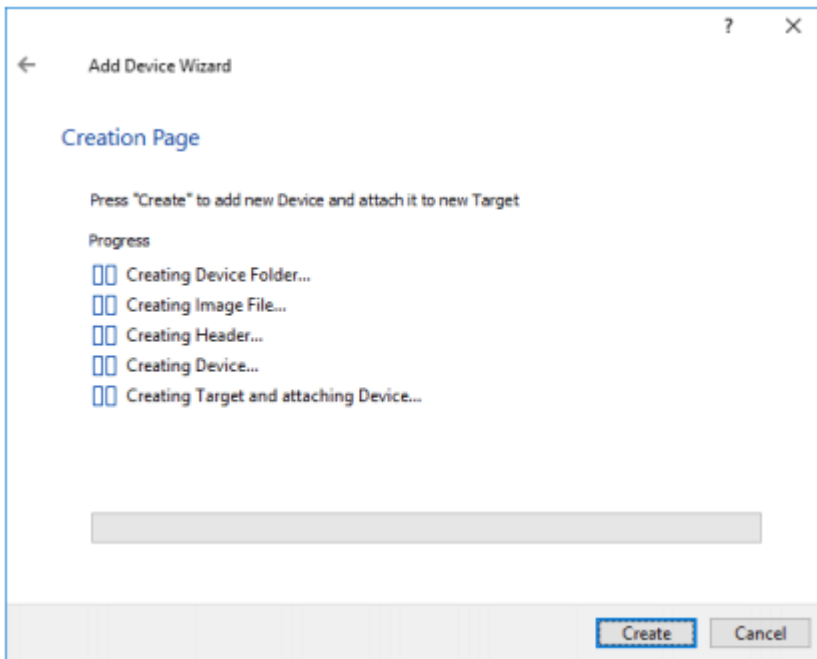 ?
Add Device Wizard
Creation Page
Press "Create" to add new Device and attach it to new Target
Progress
Creating Device Folder...
Creating Image File...
Creating Header...
Creating Device...
Creating Target and attaching Device...
Create Cancel